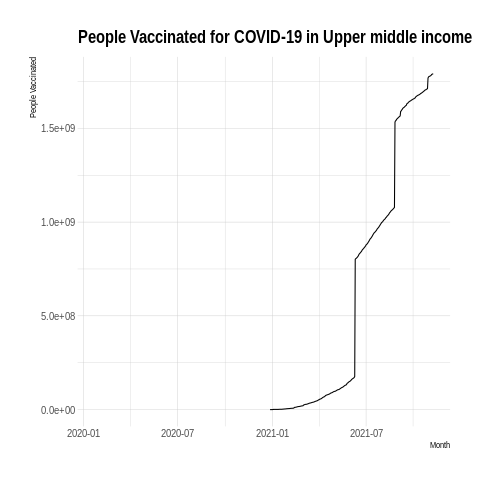 People Vaccinated for COVID-19 in Upper middle income
People Vaccinated
1.5e+09
1.0e+09
5.0e+08
0.0e+00
2020-01 2020-07 2021-01 2021-07
Month